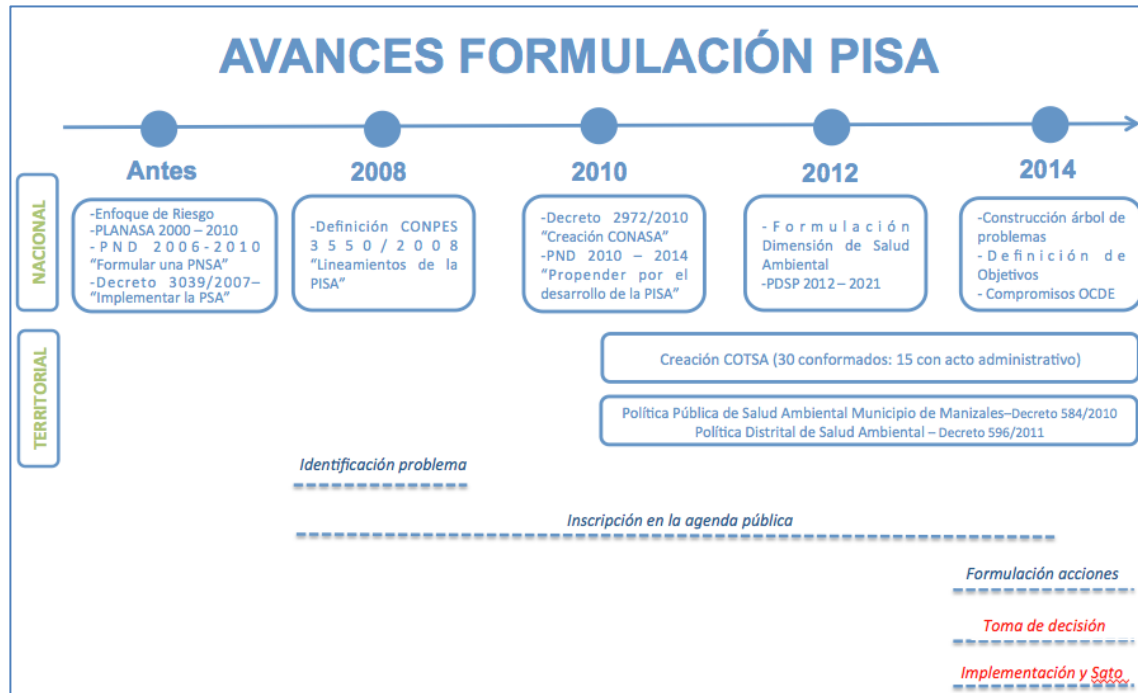 AVANCES FORMULACIÓN PISA
Antes
2008
2010
2012
2014
NACIONAL
-Enfoque de Riesgo
-PLANASA 2000 – 2010
-PND 2006-2010
“Formular una PNSA”
-Decreto 3039/2007–
“Implementar la PSA”
-Definición CONPES
3550/2008
“Lineamientos de la
PISA”
-Decreto 2972/2010
“Creación CONASA”
-PND 2010 – 2014
“Propender por el
desarrollo de la PISA”
-Formulación
Dimensión de Salud
Ambiental
-PDSP 2012 – 2021
-Construcción árbol de
problemas
- Definición de
Objetivos
- Compromisos OCDE
TERRITORIAL
Creación COTSA (30 conformados: 15 con acto administrativo)
Política Pública de Salud Ambiental Municipio de Manizales–Decreto 584/2010
Política Distrital de Salud Ambiental – Decreto 596/2011
Identificación problema
Inscripción en la agenda pública
Formulación acciones
Toma de decisión
Implementación y Sgto